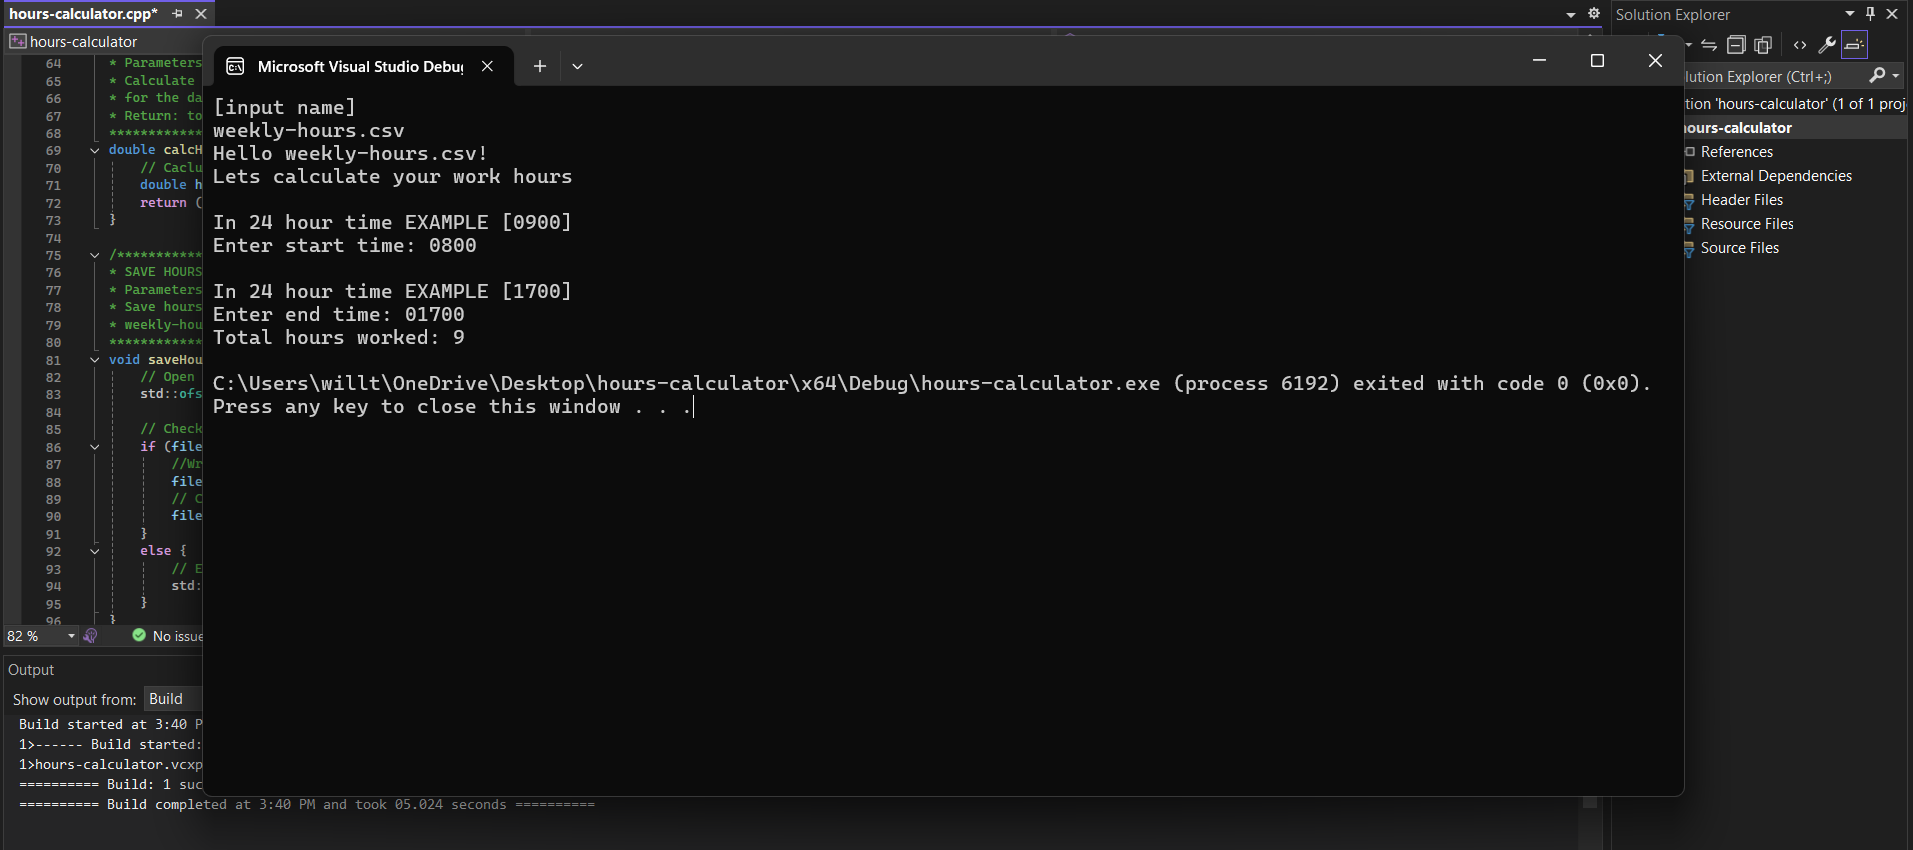 hours-calculator.cpp*
Solution Explorer
hours-calculator
Microsoft Visual Studio Debug
lution Explorer (Ctrl+;)
tion 'hours-calculator' (1 of 1 proj
hours-calculator
References
External Dependencies
Header Files
Resource Files
Source Files
64 * Parameters
65 * Calculate
66 * for the da
67 * Return: to
68 *************
69 double calcH
70 // Caclu
71 double h
72 return (
73 }
74
75 /************
76 * SAVE HOURS
77 * Parameters
78 * Save hours
79 * weekly-hou
80 *************
81 void saveHou
82 // Open
83 std::ofs
84
85 // Check
86 if (file
87 //Wr
88 file
89 // C
90 file
91 }
92 else {
93 // E
94 std:
95 }
96 }
[input name]
weekly-hours.csv
Hello weekly-hours.csv!
Lets calculate your work hours
In 24 hour time EXAMPLE [0900]
Enter start time: 0800
In 24 hour time EXAMPLE [1700]
Enter end time: 01700
Total hours worked: 9
C:\Users\willt\OneDrive\Desktop\hours-calculator\x64\Debug\hours-calculator.exe (process 6192) exited with code 0 (0x0).
Press any key to close this window . . .
82 %
No issue
Output
Show output from: Build
Build started at 3:40 P
1>------ Build started:
1>hours-calculator.vcxp
========== Build: 1 suc
========== Build completed at 3:40 PM and took 05.024 seconds ==========